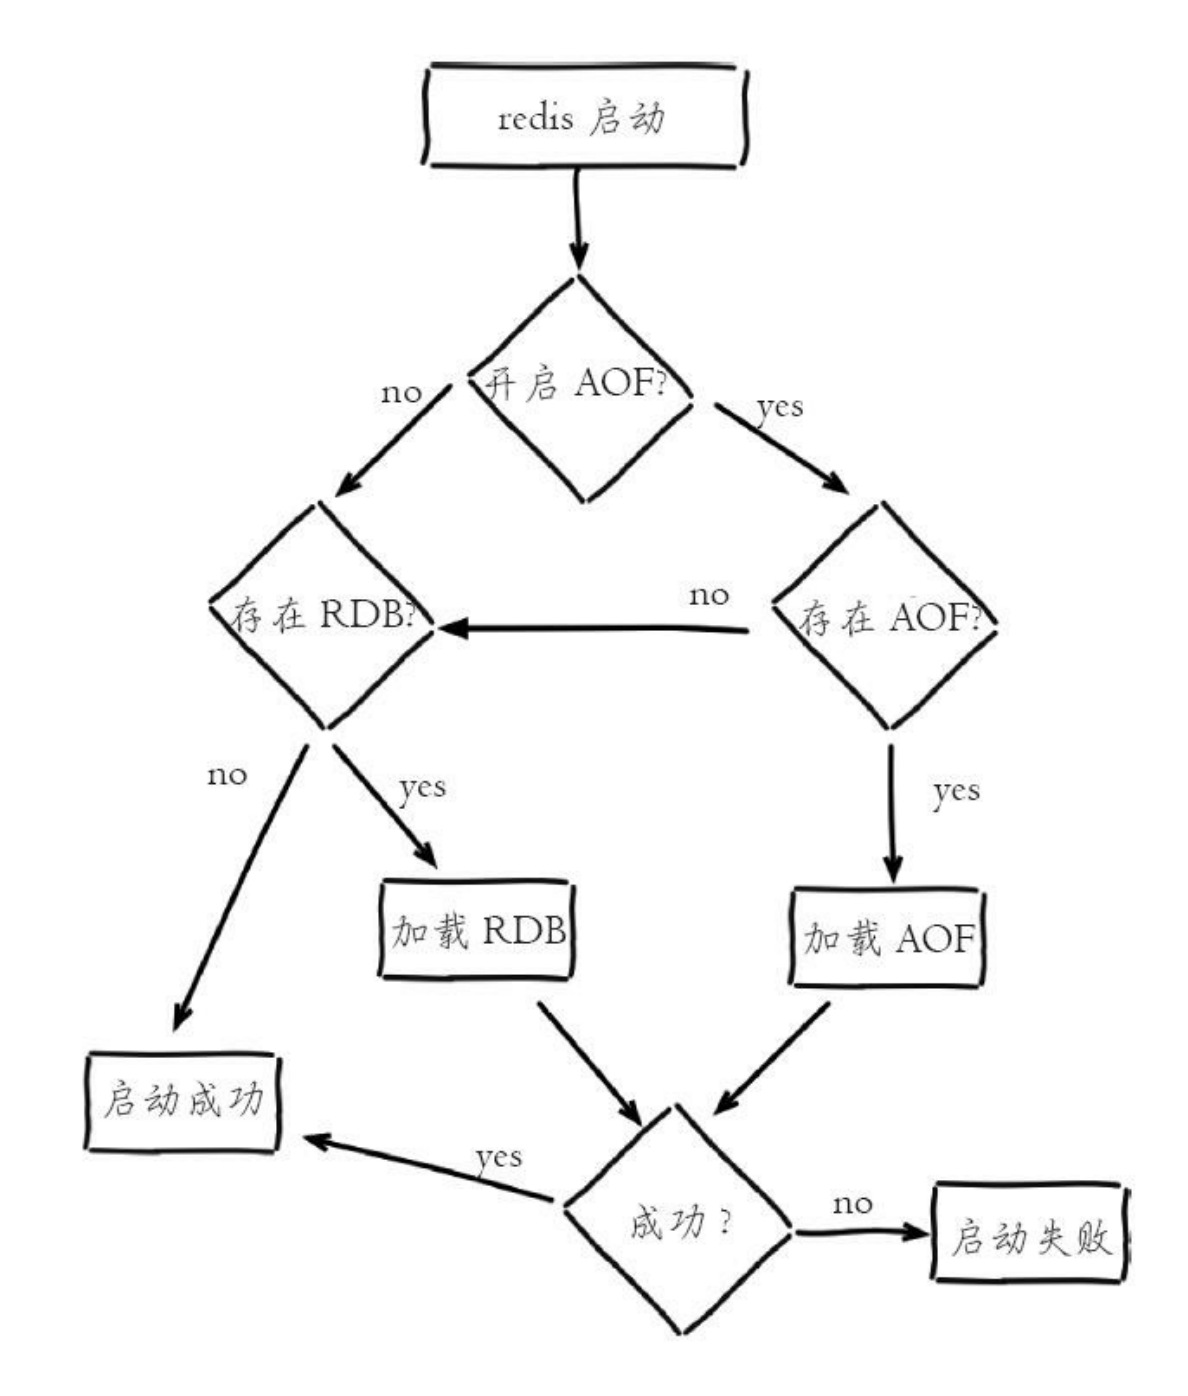 redis 启动
开启 AOF?
no
yes
存在 RDB?
no
存在 AOF?
no
yes
yes
加载 RDB
加载 AOF
启动成功
yes
成功?
no
启动失败